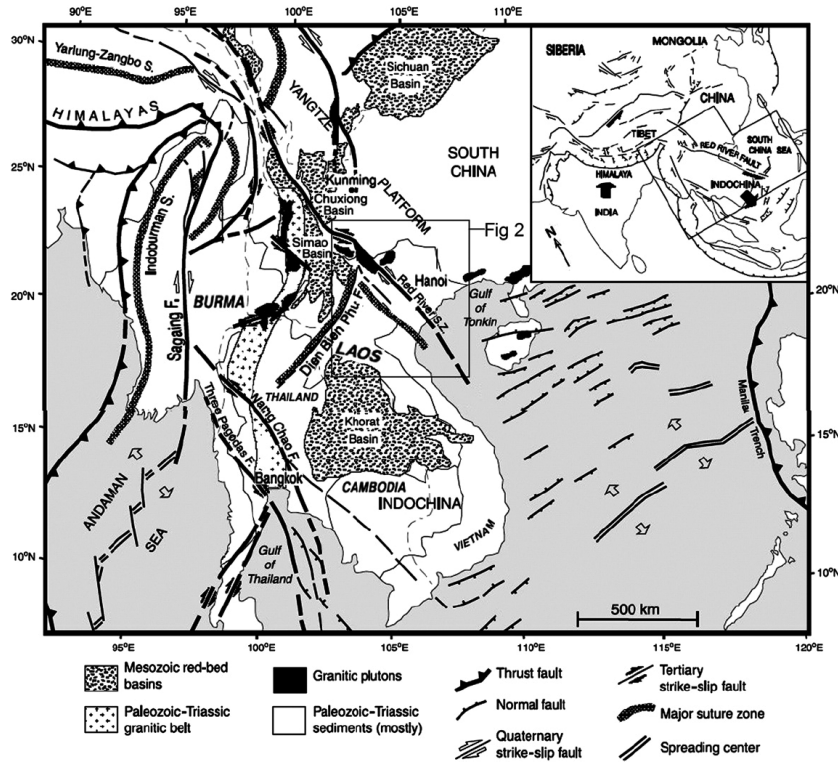 90°E
95°E
100°E
105°E
110°E
30°N
25°N
20°N
15°N
10°N
Yarlung-Zangbo S.
HIMALAYAS
Indoburman S.
Sagaing F.
BURMA
YANGTZE
PLATFORM
Sichuan
Basin
SOUTH
CHINA
Kunming
Chuxiong
Basin
Simao
Basin
Fig 2
Hanoi
Red River S.Z.
Gulf
of
Tonkin
Dien Bien Phu F.
LAOS
THAILAND
Wang Chao F.
Three Pagodas F.
Khorat
Basin
Bangkok
CAMBODIA
INDOCHINA
VIETNAM
Gulf
of
Thailand
ANDAMAN
SEA
Manila
Trench
20°N
15°N
10°N
500 km
SIBERIA
MONGOLIA
CHINA
TIBET
RED RIVER FAULT
SOUTH
CHINA SEA
HIMALAYA
INDOCHINA
INDIA
N
95°E
100°E
105°E
110°E
115°E
120°E
Mesozoic red-bed
basins
Paleozoic-Triassic
granitic belt
Granitic plutons
Paleozoic-Triassic
sediments (mostly)
Thrust fault
Normal fault
Quaternary
strike-slip fault
Tertiary
strike-slip fault
Major suture zone
Spreading center